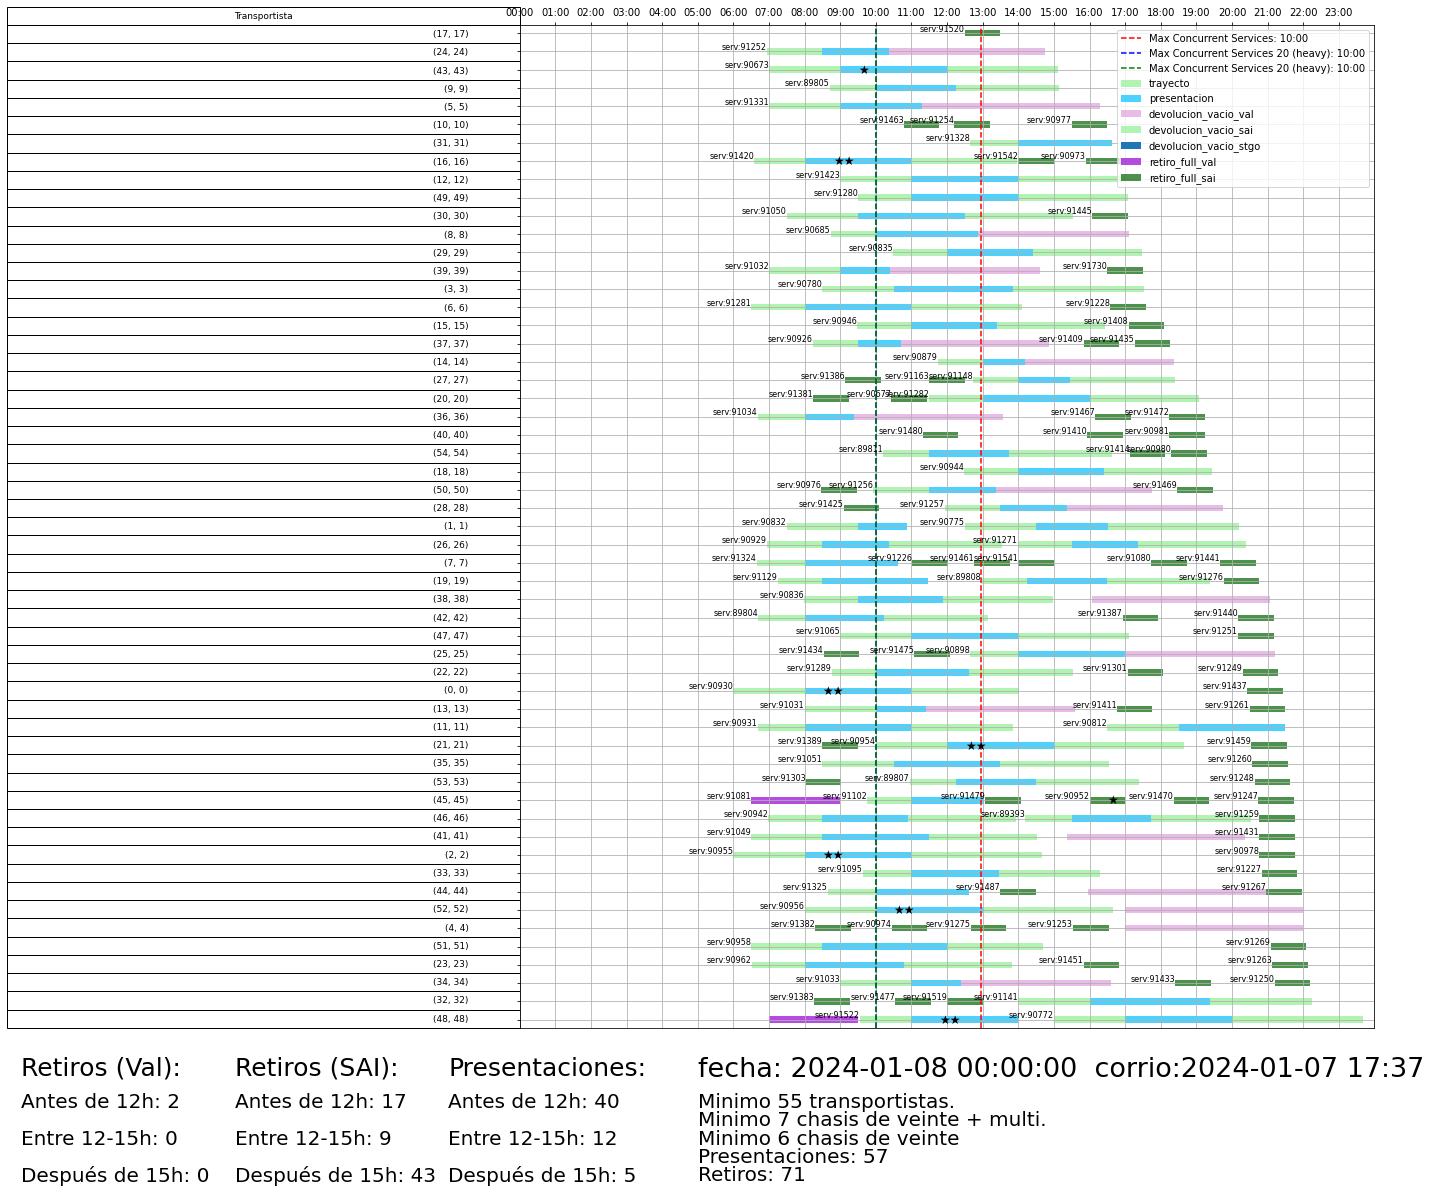 Transportista
00:00 01:00 02:00 03:00 04:00 05:00 06:00 07:00 08:00 09:00 10:00 11:00 12:00 13:00 14:00 15:00 16:00 17:00 18:00 19:00 20:00 21:00 22:00 23:00
Max Concurrent Services: 10:00
Max Concurrent Services 20 (heavy): 10:00
Max Concurrent Services 20 (heavy): 10:00
trayecto
presentacion
devolucion_vacio_val
devolucion_vacio_sai
devolucion_vacio_stgo
retiro_full_val
retiro_full_sai
(17, 17) serv:91520
(24, 24) serv:91252
(43, 43) serv:90673
(9, 9) serv:89805
(5, 5) serv:91331
(10, 10) serv:91463 serv:91254 serv:90977
(31, 31) serv:91328
(16, 16) serv:91420 serv:91542 serv:90973
(12, 12) serv:91423
(49, 49) serv:91280
(30, 30) serv:91050 serv:91445
(8, 8) serv:90685
(29, 29) serv:90835
(39, 39) serv:91032 serv:91730
(3, 3) serv:90780
(6, 6) serv:91281 serv:91228
(15, 15) serv:90946 serv:91408
(37, 37) serv:90926 serv:91409 serv:91435
(14, 14) serv:90879
(27, 27) serv:91386 serv:91163 serv:91148
(20, 20) serv:91381 serv:90677 serv:91282
(36, 36) serv:91034 serv:91467 serv:91472
(40, 40) serv:91480 serv:91410 serv:90981
(54, 54) serv:89811 serv:91414 serv:90980
(18, 18) serv:90944
(50, 50) serv:90976 serv:91256 serv:91469
(28, 28) serv:91425 serv:91257
(1, 1) serv:90832 serv:90775
(26, 26) serv:90929 serv:91271
(7, 7) serv:91324 serv:91226 serv:91461 serv:91541 serv:91080 serv:91441
(19, 19) serv:91129 serv:89808 serv:91276
(38, 38) serv:90836
(42, 42) serv:89804 serv:91387 serv:91440
(47, 47) serv:91065 serv:91251
(25, 25) serv:91434 serv:91475 serv:90898
(22, 22) serv:91289 serv:91301 serv:91249
(0, 0) serv:90930 serv:91437
(13, 13) serv:91031 serv:91411 serv:91261
(11, 11) serv:90931 serv:90812
(21, 21) serv:91389 serv:90954 serv:91459
(35, 35) serv:91051 serv:91260
(53, 53) serv:91303 serv:89807 serv:91248
(45, 45) serv:91081 serv:91102 serv:91479 serv:90952 serv:91470 serv:91247
(46, 46) serv:90942 serv:89393 serv:91259
(41, 41) serv:91049 serv:91431
(2, 2) serv:90955 serv:90978
(33, 33) serv:91095 serv:91227
(44, 44) serv:91325 serv:91487 serv:91267
(52, 52) serv:90956
(4, 4) serv:91382 serv:90974 serv:91275 serv:91253
(51, 51) serv:90958 serv:91269
(23, 23) serv:90962 serv:91451 serv:91263
(34, 34) serv:91033 serv:91433 serv:91250
(32, 32) serv:91383 serv:91477 serv:91519 serv:91141
(48, 48) serv:91522 serv:90772
Retiros (Val): Retiros (SAI): Presentaciones: fecha: 2024-01-08 00:00:00 corrio:2024-01-07 17:37
Antes de 12h: 2 Antes de 12h: 17 Antes de 12h: 40 Minimo 55 transportistas.
Minimo 7 chasis de veinte + multi.
Entre 12-15h: 0 Entre 12-15h: 9 Entre 12-15h: 12 Minimo 6 chasis de veinte
Presentaciones: 57
Después de 15h: 0 Después de 15h: 43 Después de 15h: 5 Retiros: 71